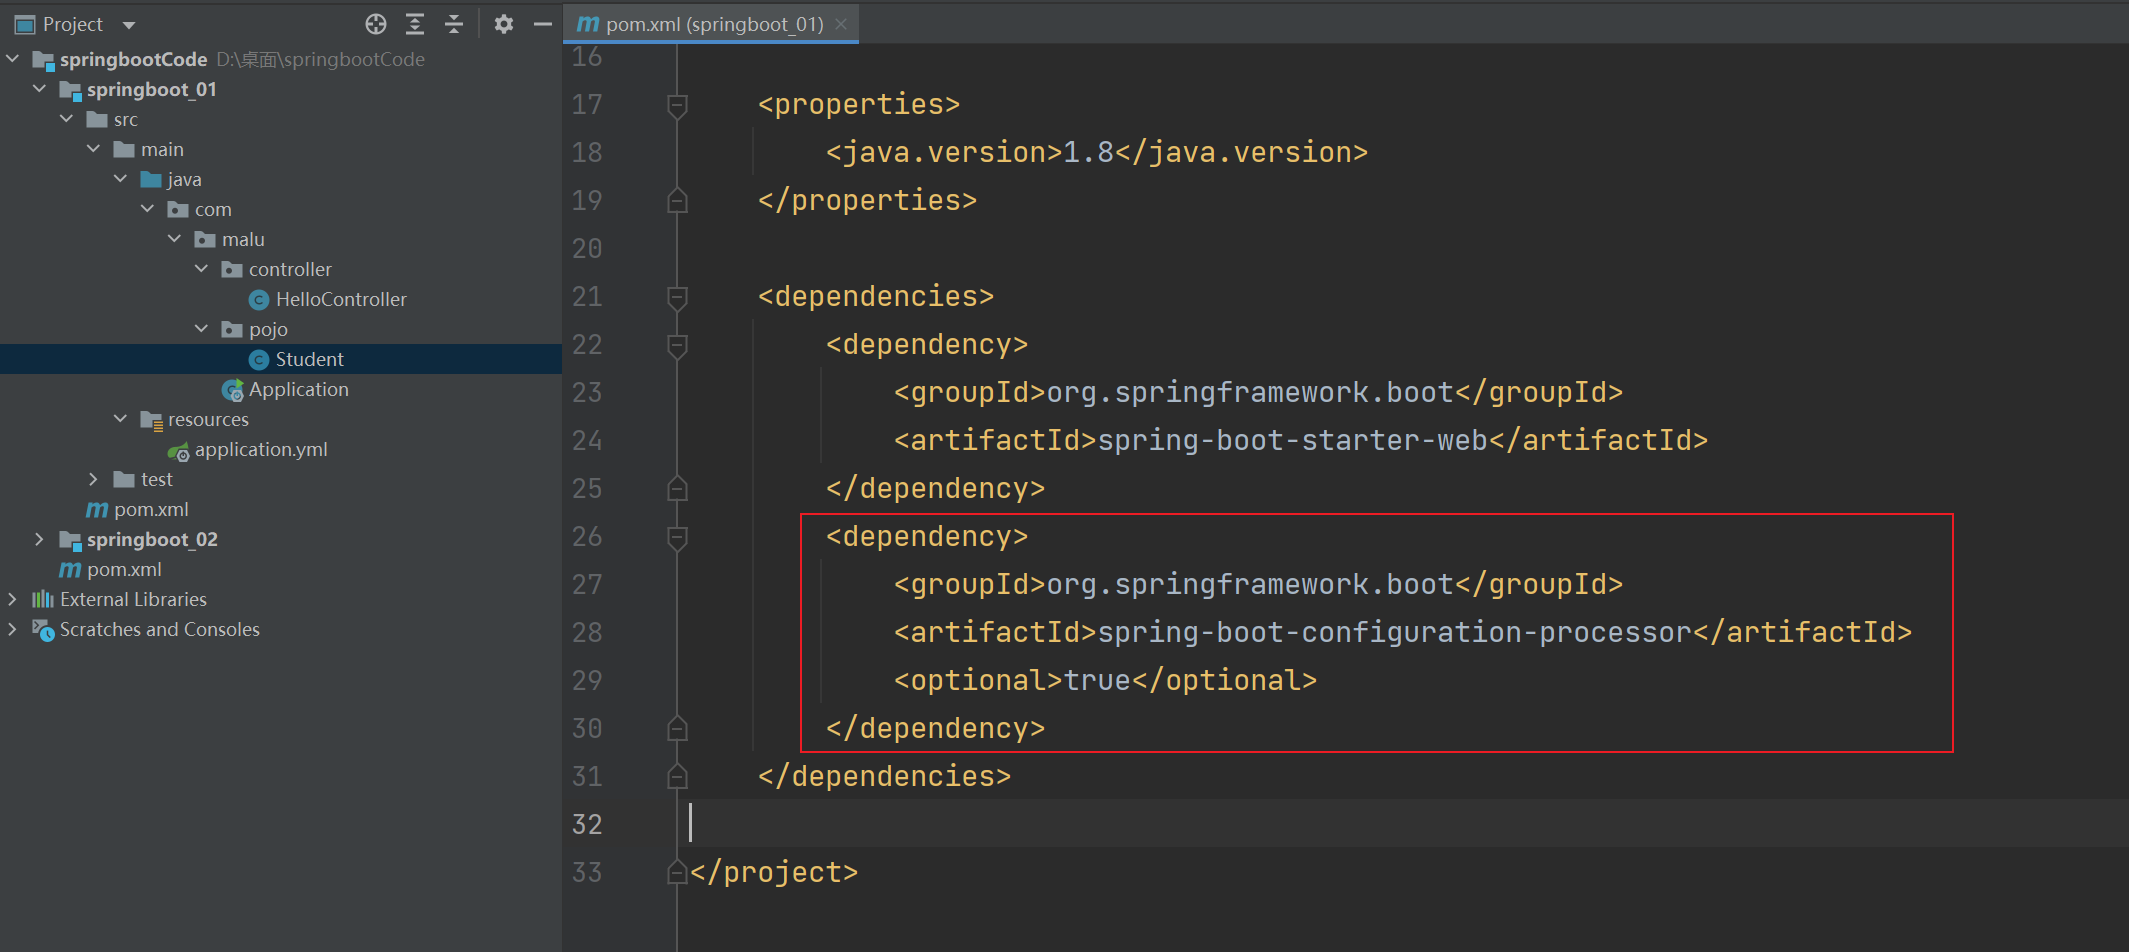 Project
springbootCode D:\桌面\springbootCode
springboot_01
src
main
java
com
malu
controller
HelloController
pojo
Student
Application
resources
application.yml
test
pom.xml
springboot_02
pom.xml
External Libraries
Scratches and Consoles
pom.xml (springboot_01)
16
17 <properties>
18 <java.version>1.8</java.version>
19 </properties>
20
21 <dependencies>
22 <dependency>
23 <groupId>org.springframework.boot</groupId>
24 <artifactId>spring-boot-starter-web</artifactId>
25 </dependency>
26 <dependency>
27 <groupId>org.springframework.boot</groupId>
28 <artifactId>spring-boot-configuration-processor</artifactId>
29 <optional>true</optional>
30 </dependency>
31 </dependencies>
32
33 </project>